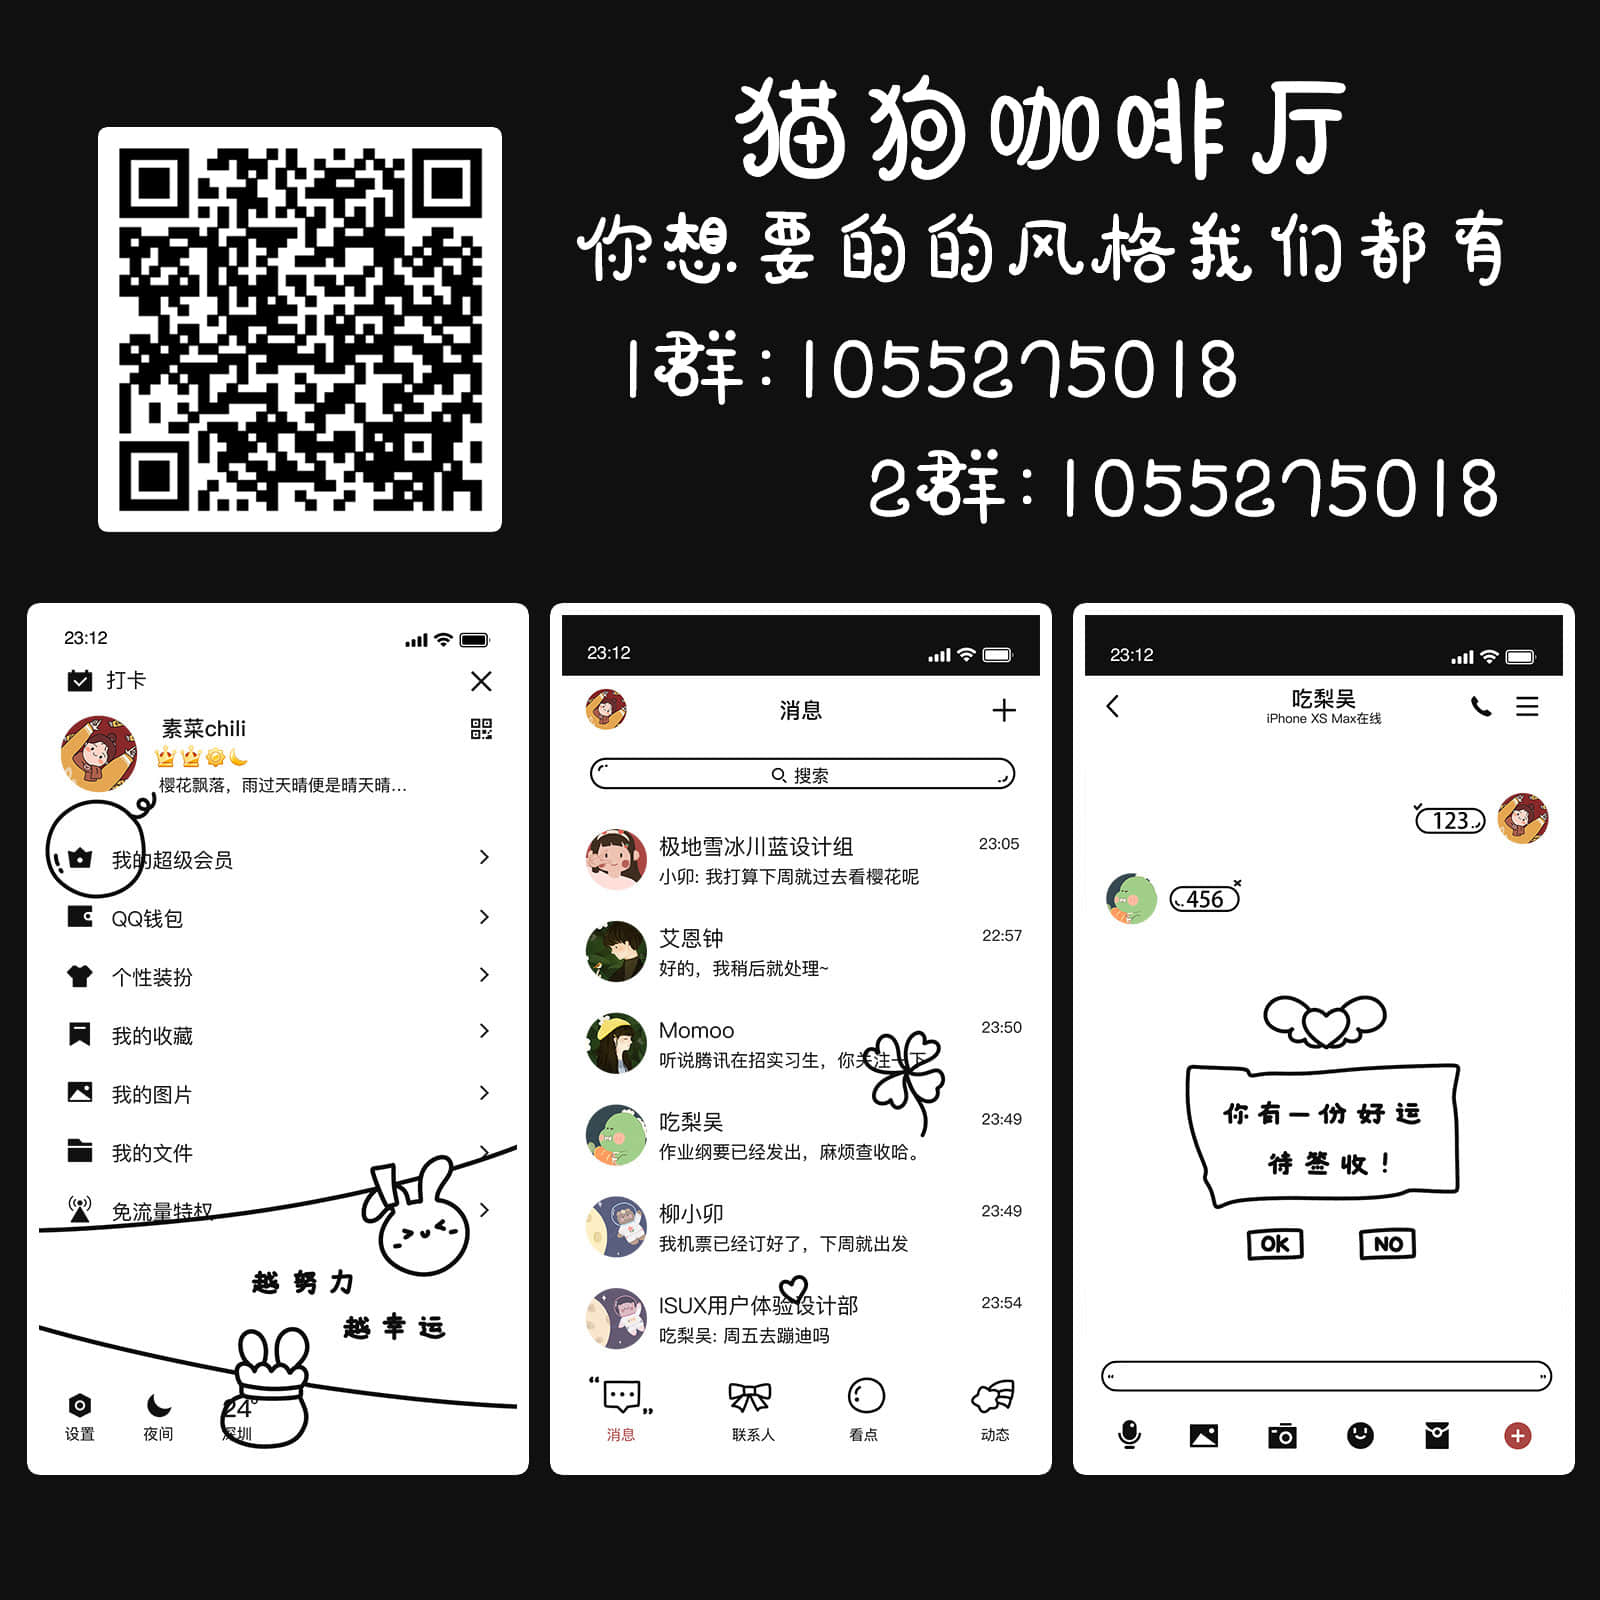 猫狗咖啡厅
你想要的的风格我们都有
1群:1055275018
2群:1055275018
23:12
打卡
素菜chili
樱花飘落，雨过天晴便是晴天晴...
我的超级会员
QQ钱包
个性装扮
我的收藏
我的图片
我的文件
免流量特权
越努力
越幸运
24°
设置 夜间 深圳
23:12
消息
搜索
极地雪冰川蓝设计组 23:05
小卯: 我打算下周就过去看樱花呢
艾恩钟 22:57
好的，我稍后就处理~
Momoo 23:50
听说腾讯在招实习生，你关注一下
吃梨吴 23:49
作业纲要已经发出，麻烦查收哈。
柳小卯 23:49
我机票已经订好了，下周就出发
ISUX用户体验设计部 23:54
吃梨吴: 周五去蹦迪吗
消息 联系人 看点 动态
23:12
吃梨吴
iPhone XS Max在线
123
456
你有一份好运
待签收!
OK NO